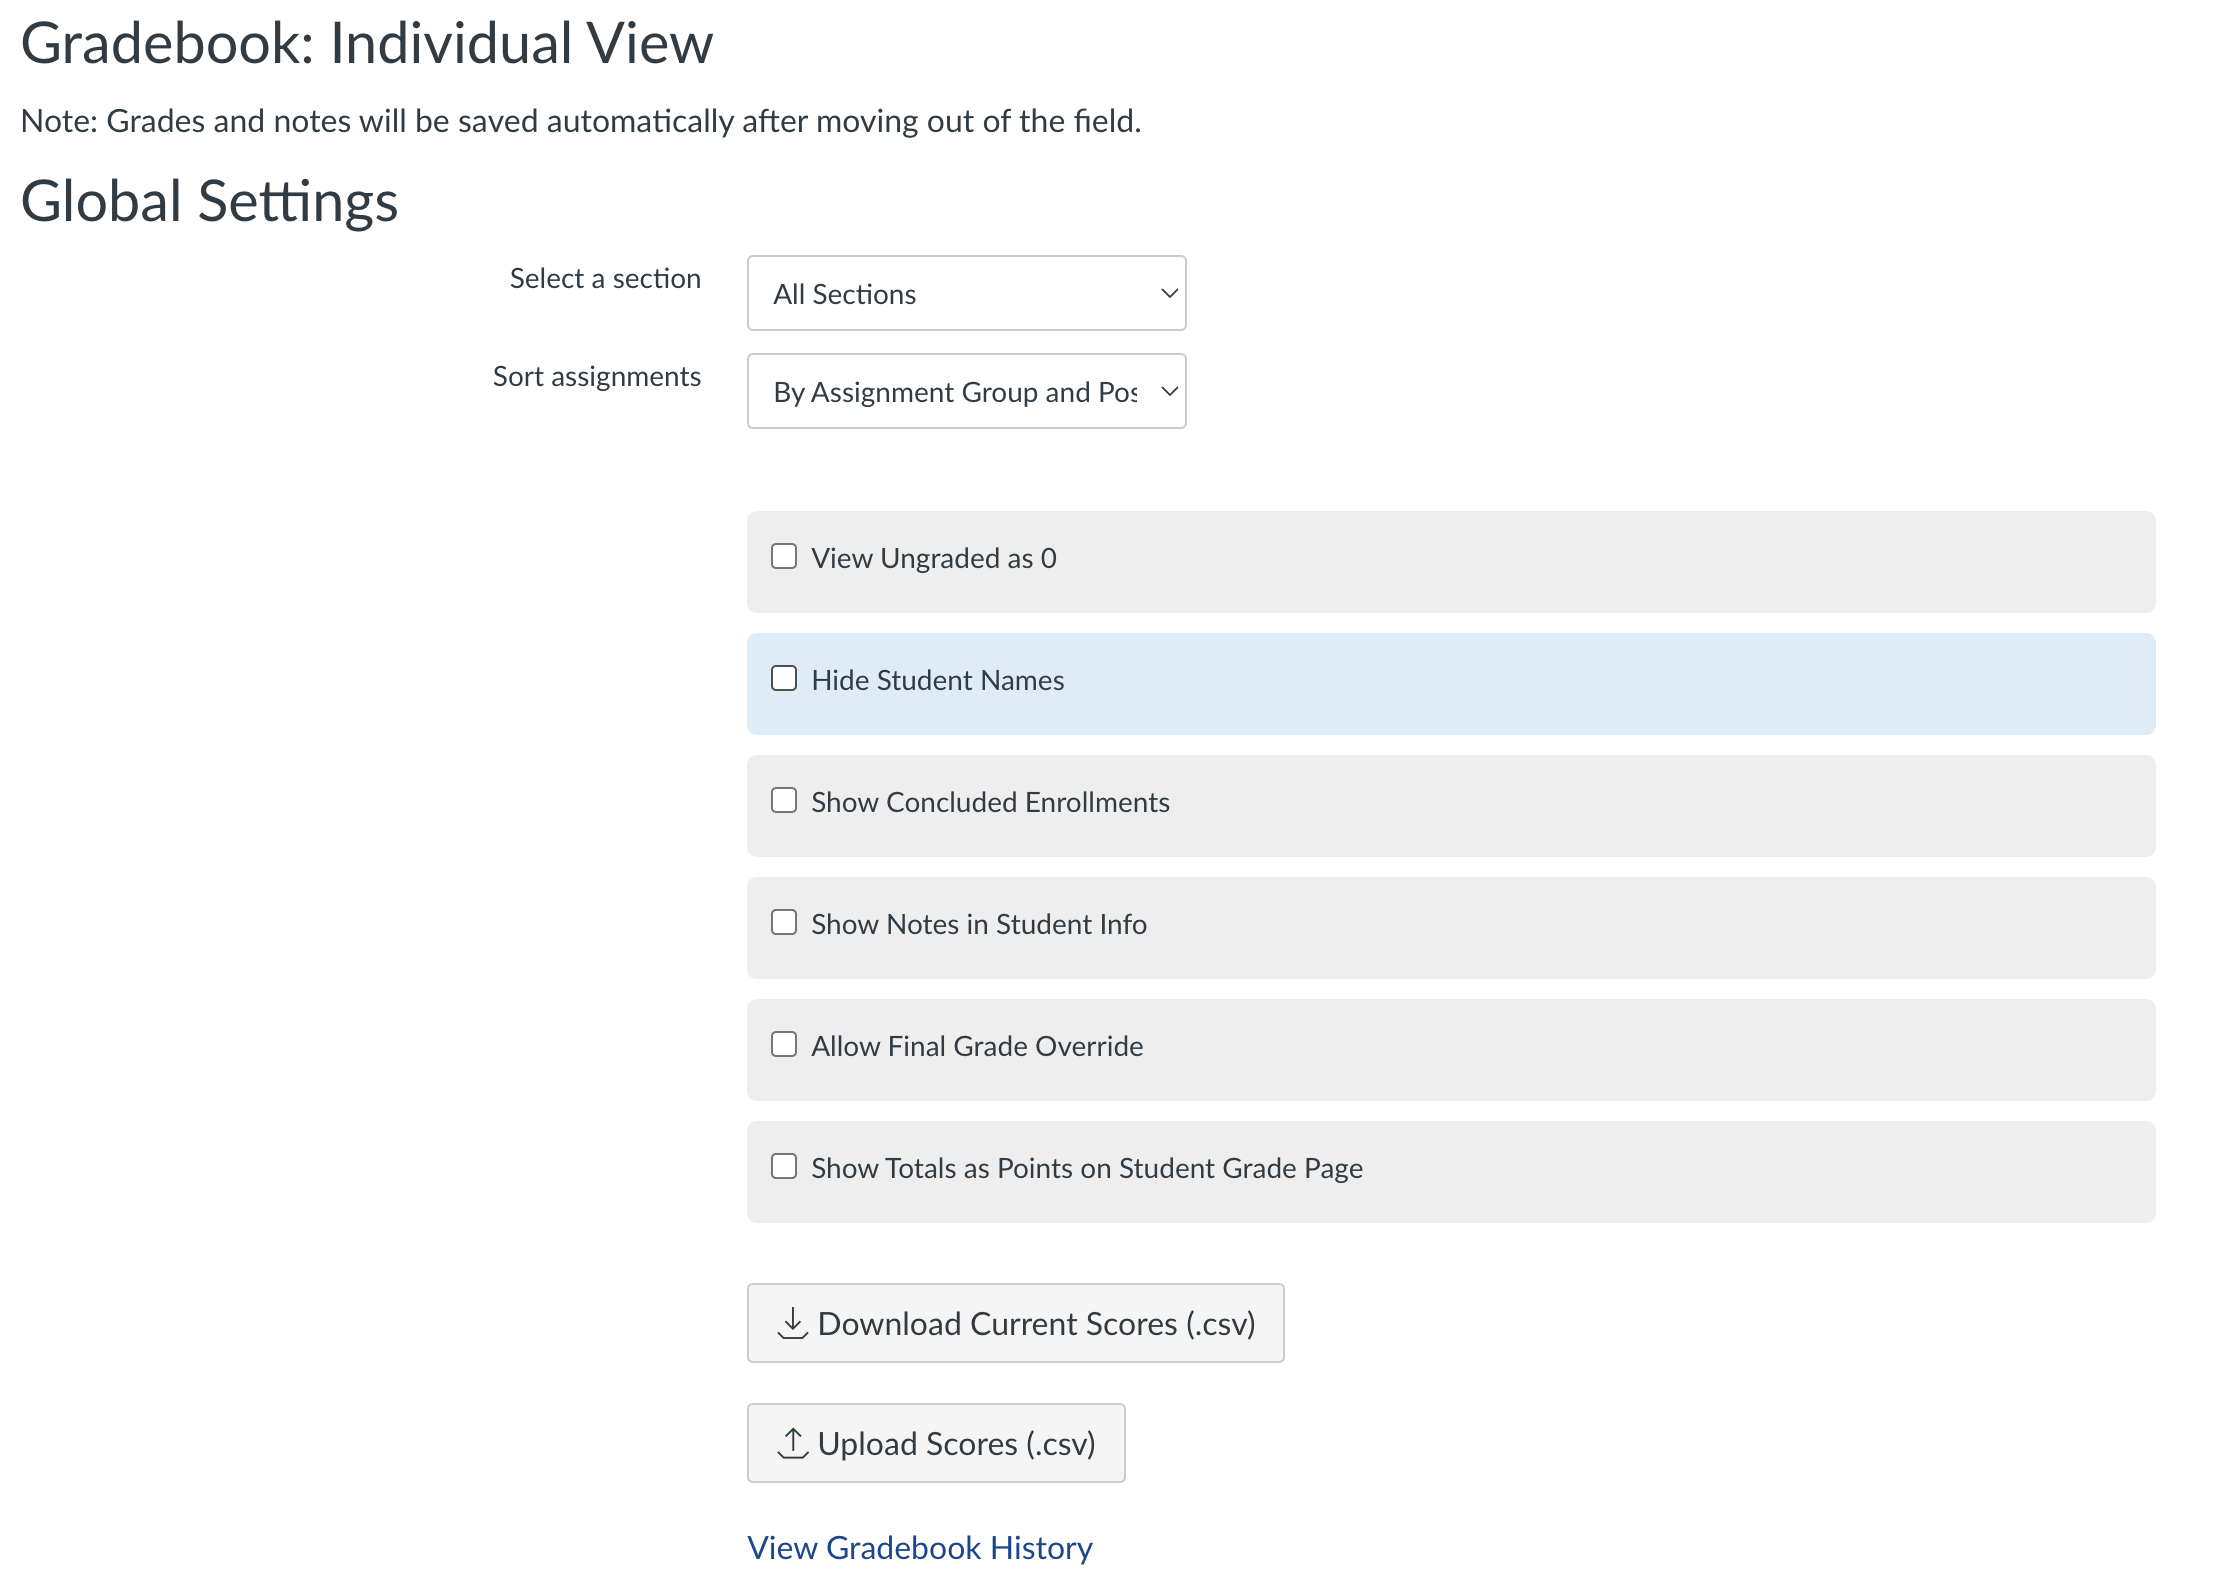 Gradebook: Individual View
Note: Grades and notes will be saved automatically after moving out of the field.
Global Settings
Select a section
All Sections
Sort assignments
By Assignment Group and Pos
View Ungraded as 0
Hide Student Names
Show Concluded Enrollments
Show Notes in Student Info
Allow Final Grade Override
Show Totals as Points on Student Grade Page
Download Current Scores (.csv)
Upload Scores (.csv)
View Gradebook History